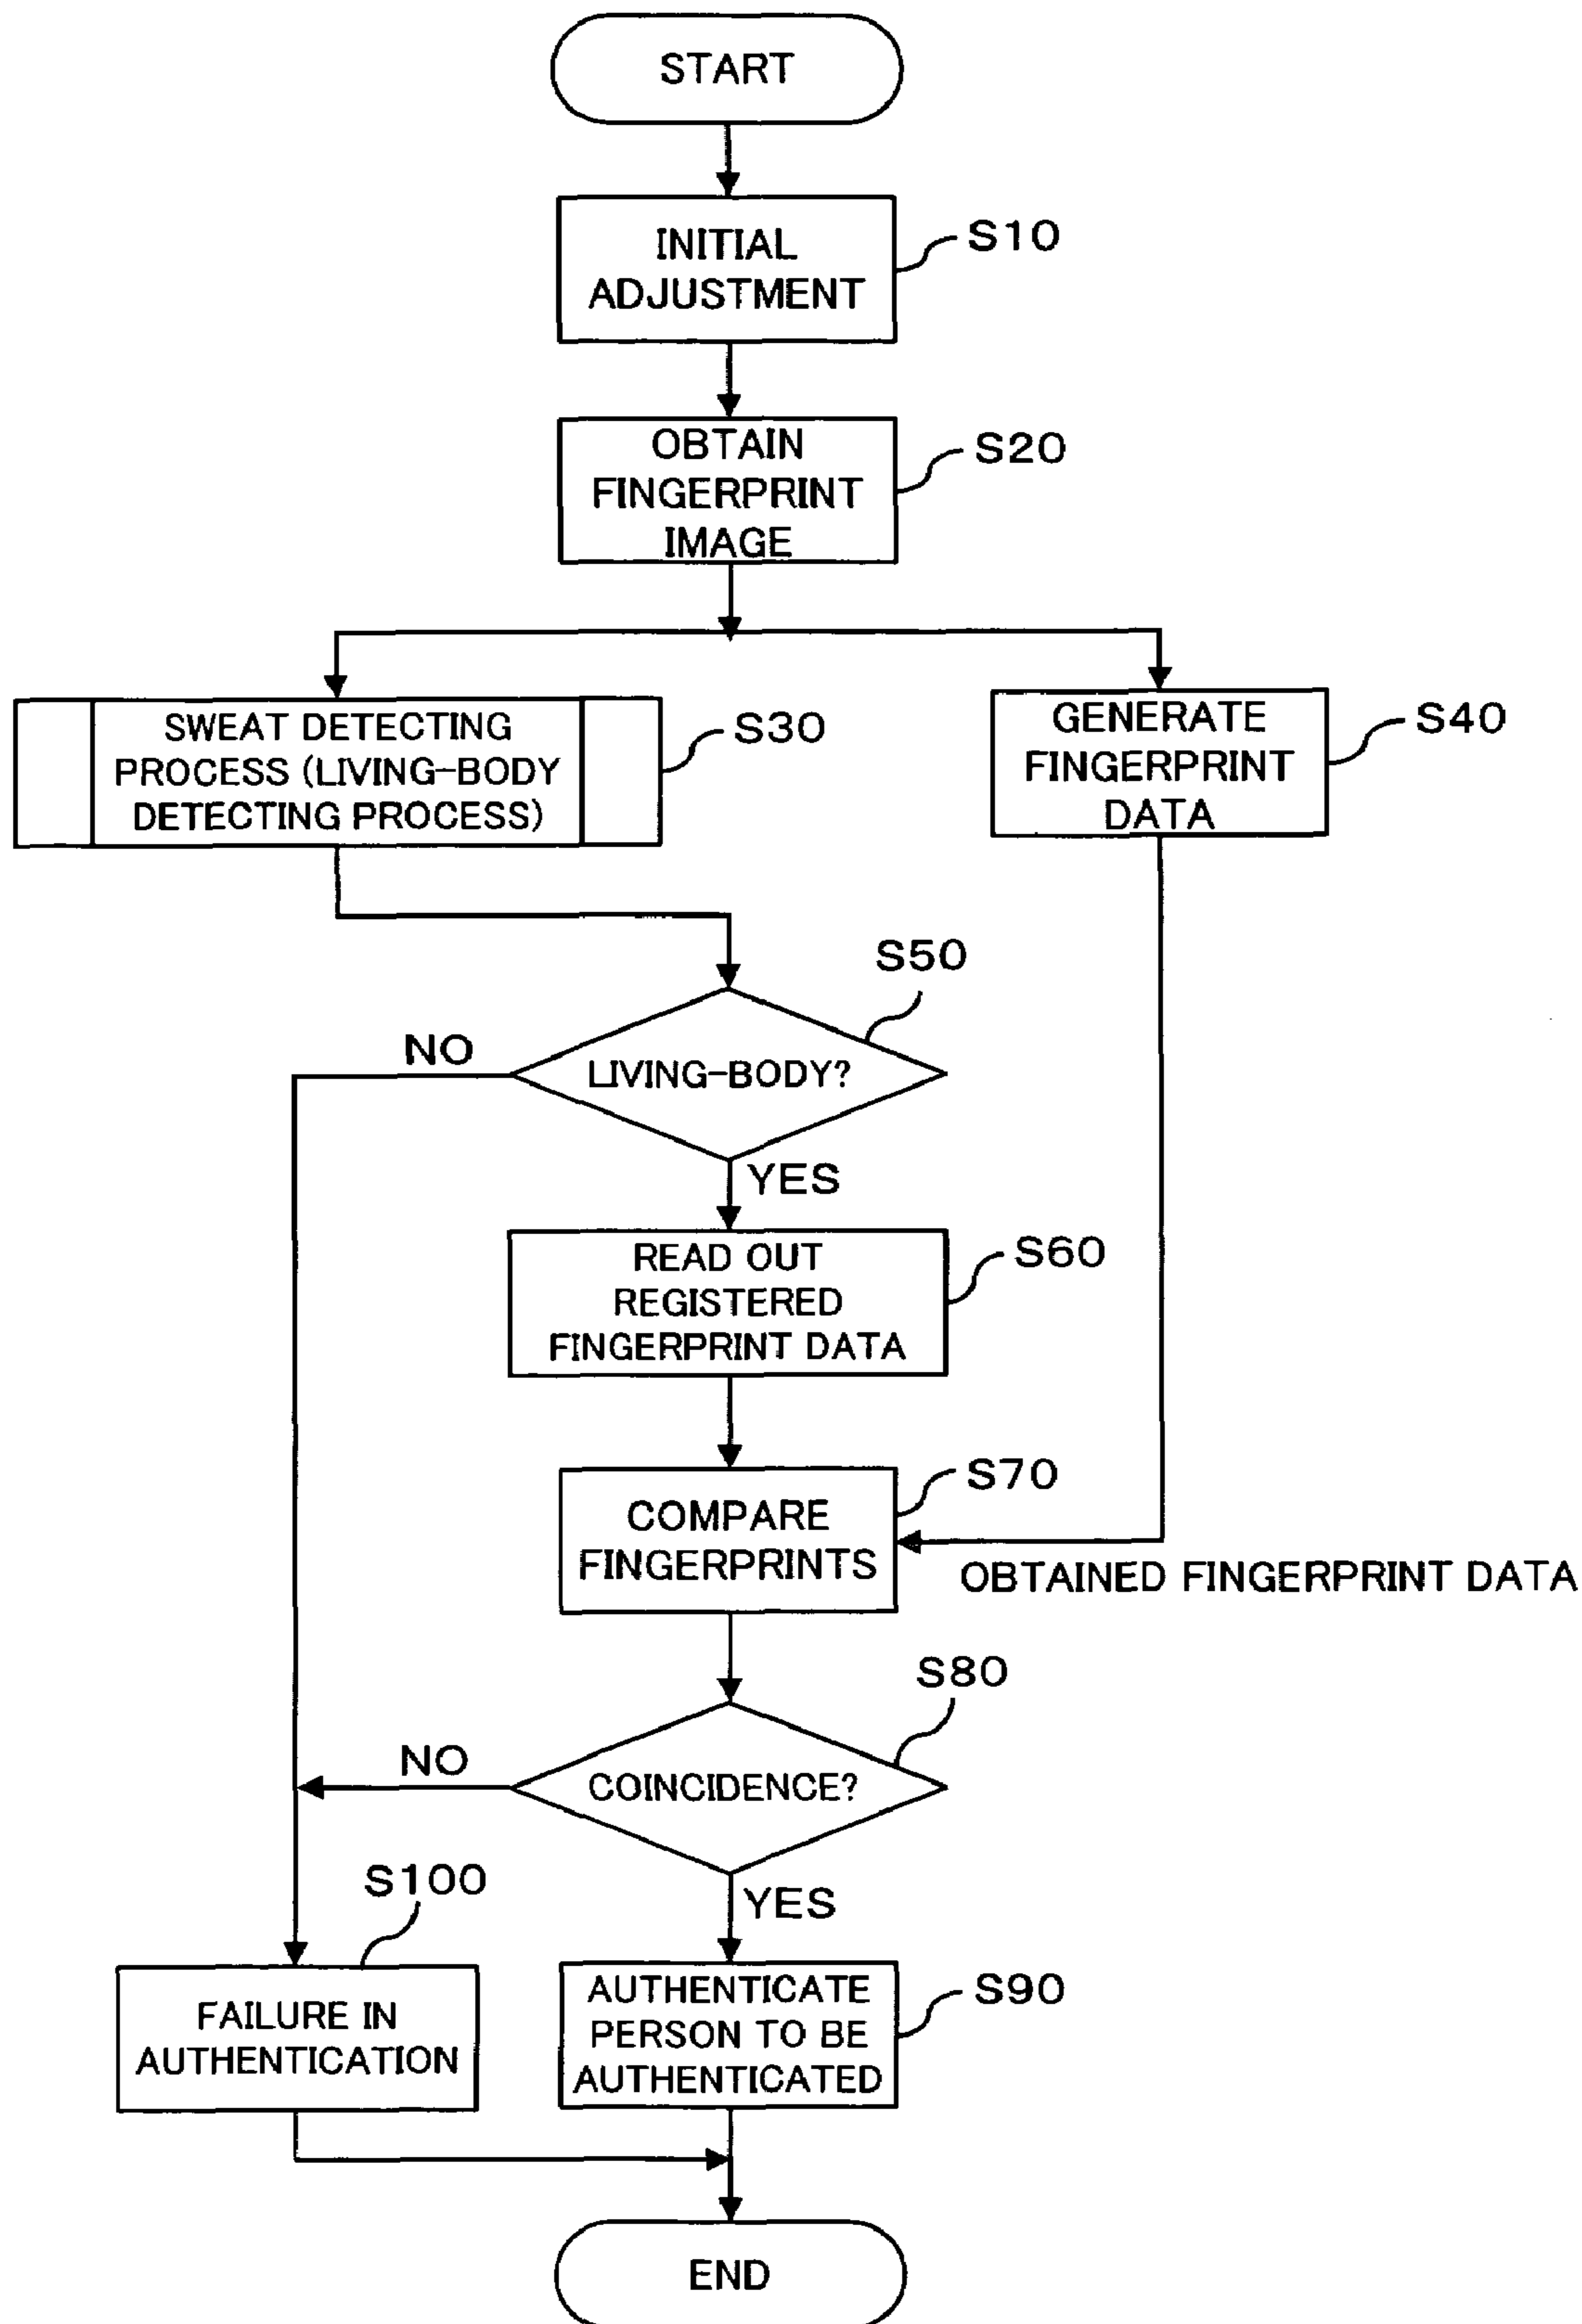 START
INITIAL
ADJUSTMENT
S10
OBTAIN
FINGERPRINT
IMAGE
S20
SWEAT DETECTING
PROCESS (LIVING-BODY
DETECTING PROCESS)
S30
GENERATE
FINGERPRINT
DATA
S40
S50
NO
LIVING-BODY?
YES
READ OUT
REGISTERED
FINGERPRINT DATA
S60
COMPARE
FINGERPRINTS
S70
OBTAINED FINGERPRINT DATA
S80
NO
COINCIDENCE?
YES
S100
FAILURE IN
AUTHENTICATION
AUTHENTICATE
PERSON TO BE
AUTHENTICATED
S90
END